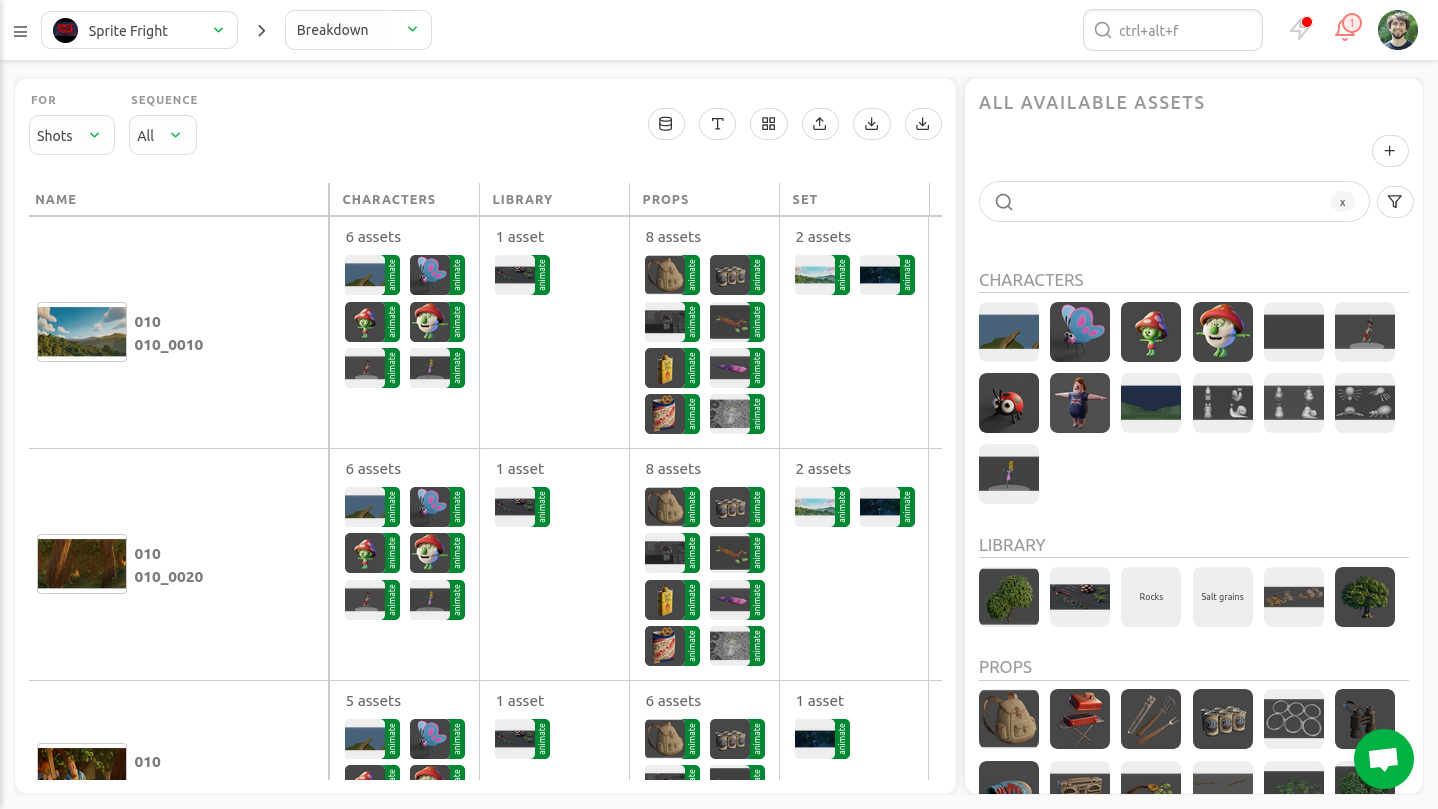 Sprite Fright
Breakdown
ctrl+alt+f
1
FOR
SEQUENCE
Shots
All
NAME
CHARACTERS
LIBRARY
PROPS
SET
6 assets
1 asset
8 assets
2 assets
animate animate animate animate animate animate animate
animate animate animate animate
animate animate animate animate
animate animate
010
010_0010
6 assets
1 asset
8 assets
2 assets
animate animate animate animate animate animate animate
animate animate animate animate
animate animate animate animate
animate animate
010
010_0020
5 assets
1 asset
6 assets
1 asset
animate animate animate animate animate animate
010
ALL AVAILABLE ASSETS
+
x
CHARACTERS
LIBRARY
Rocks
Salt grains
PROPS